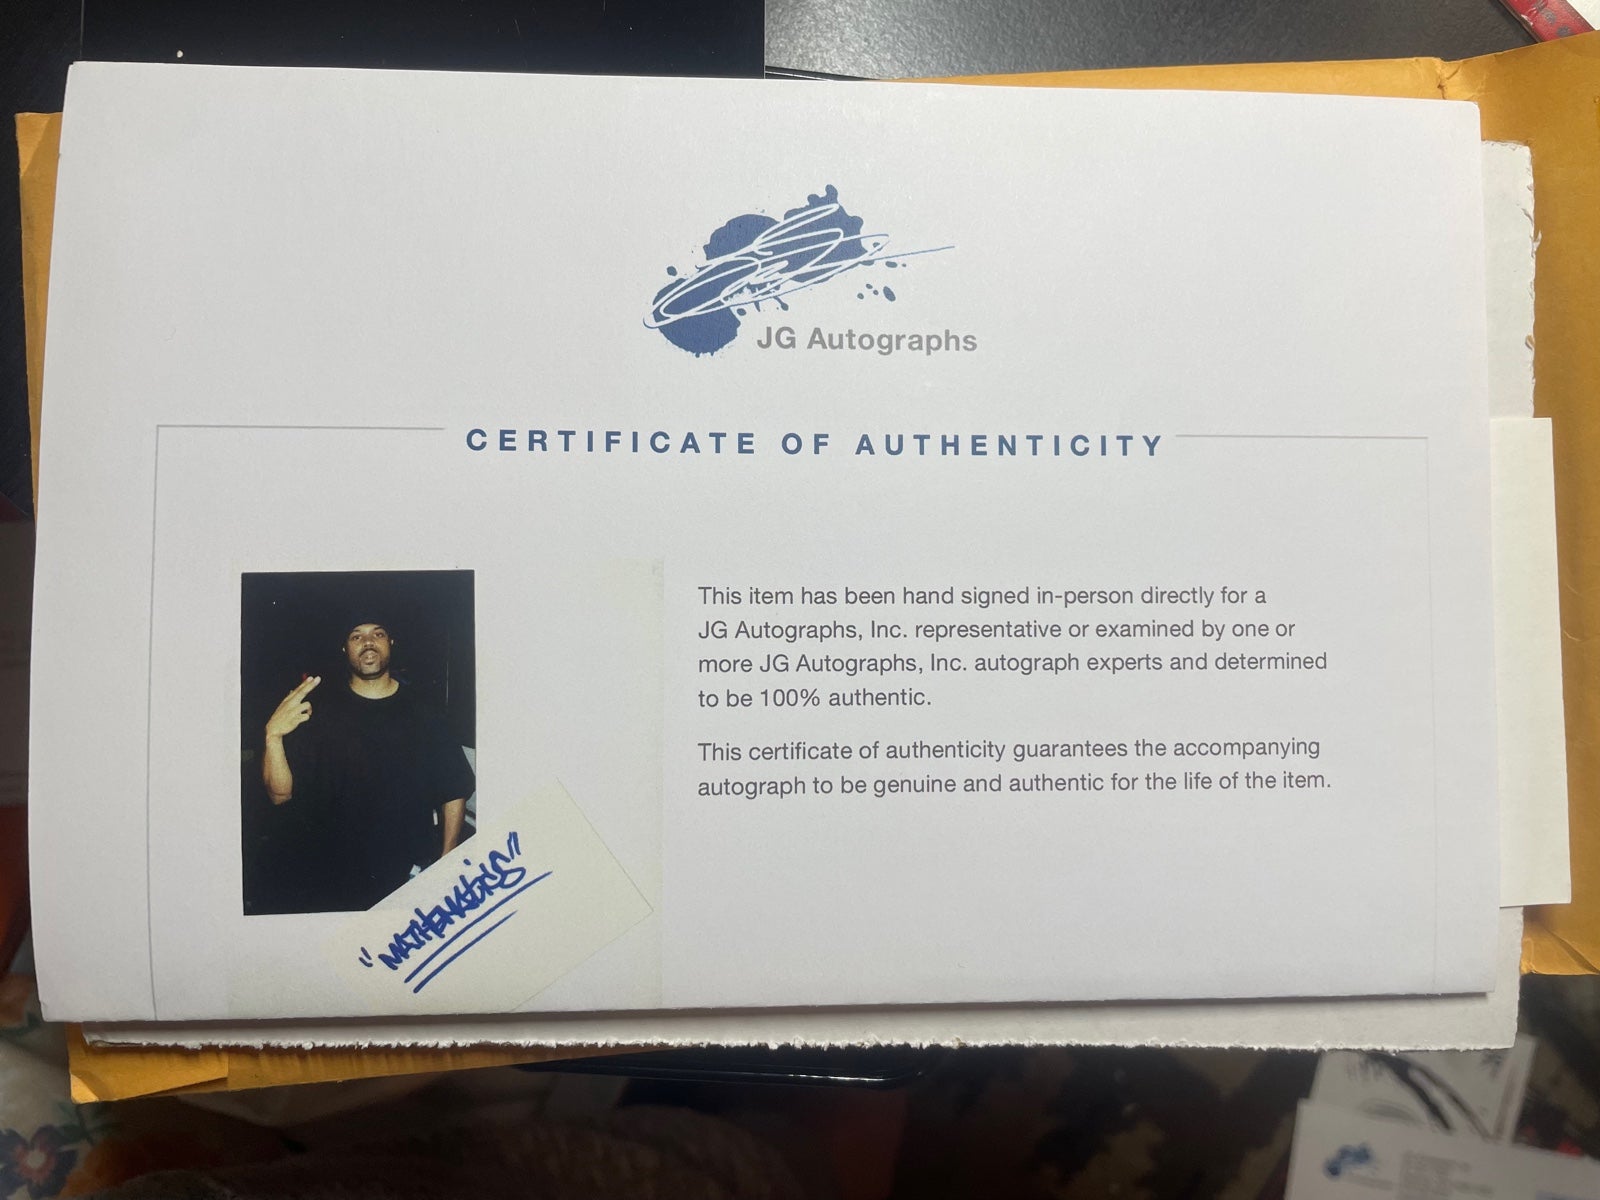 JG Autographs
CERTIFICATE OF AUTHENTICITY
This item has been hand signed in-person directly for a
JG Autographs, Inc. representative or examined by one or
more JG Autographs, Inc. autograph experts and determined
to be 100% authentic.
This certificate of authenticity guarantees the accompanying
autograph to be genuine and authentic for the life of the item.
"MATHEMATICS"